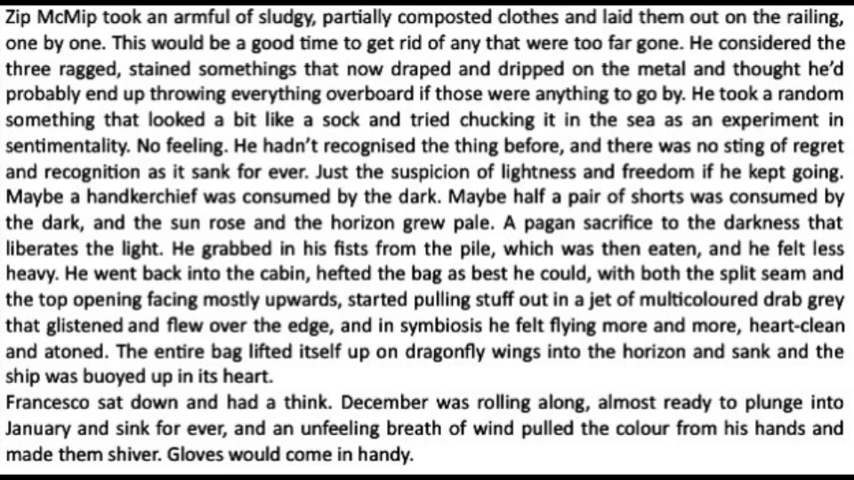 Zip McMip took an armful of sludgy, partially composted clothes and laid them out on the railing,
one by one. This would be a good time to get rid of any that were too far gone. He considered the
three ragged, stained somethings that now draped and dripped on the metal and thought he'd
probably end up throwing everything overboard if those were anything to go by. He took a random
something that looked a bit like a sock and tried chucking it in the sea as an experiment in
sentimentality. No feeling. He hadn't recognised the thing before, and there was no sting of regret
and recognition as it sank for ever. Just the suspicion of lightness and freedom if he kept going.
Maybe a handkerchief was consumed by the dark. Maybe half a pair of shorts was consumed by
the dark, and the sun rose and the horizon grew pale. A pagan sacrifice to the darkness that
liberates the light. He grabbed in his fists from the pile, which was then eaten, and he felt less
heavy. He went back into the cabin, hefted the bag as best he could, with both the split seam and
the top opening facing mostly upwards, started pulling stuff out in a jet of multicoloured drab grey
that glistened and flew over the edge, and in symbiosis he felt flying more and more, heart-clean
and atoned. The entire bag lifted itself up on dragonfly wings into the horizon and sank and the
ship was buoyed up in its heart.
Francesco sat down and had a think. December was rolling along, almost ready to plunge into
January and sink for ever, and an unfeeling breath of wind pulled the colour from his hands and
made them shiver. Gloves would come in handy.